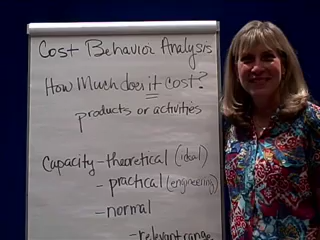 Cost Behavior Analysis
How Much does it cost?
products or activities
Capacity - theoretical (ideal)
- practical (engineering)
- normal
- relevant range